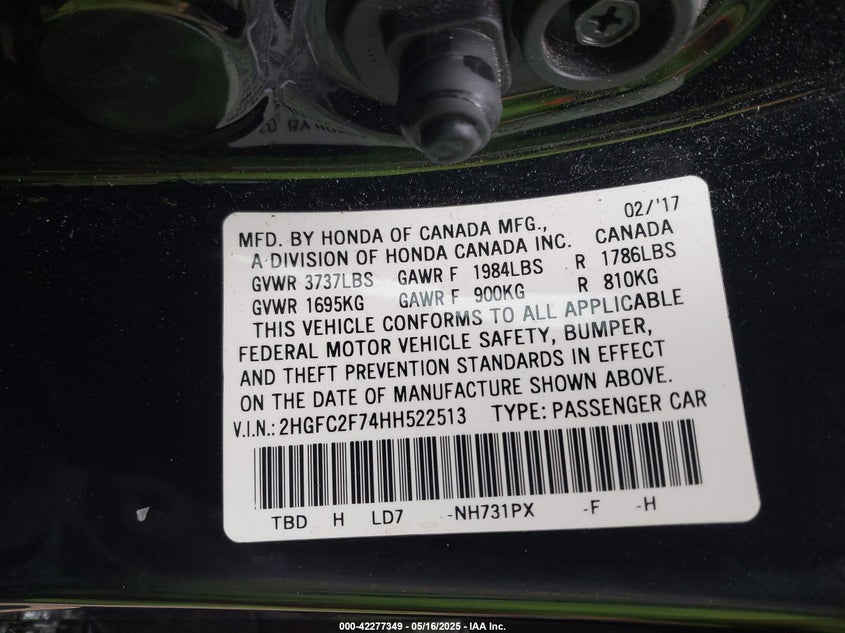 MFD. BY HONDA OF CANADA MFG., 02/'17
A DIVISION OF HONDA CANADA INC. CANADA
GVWR 3737LBS GAWR F 1984LBS R 1786LBS
GVWR 1695KG GAWR F 900KG R 810KG
THIS VEHICLE CONFORMS TO ALL APPLICABLE
FEDERAL MOTOR VEHICLE SAFETY, BUMPER,
AND THEFT PREVENTION STANDARDS IN EFFECT
ON THE DATE OF MANUFACTURE SHOWN ABOVE.
V.I.N.: 2HGFC2F74HH522513 TYPE: PASSENGER CAR
TBD H LD7 -NH731PX -F -H
000-42277349 - 05/16/2025 - IAA Inc.